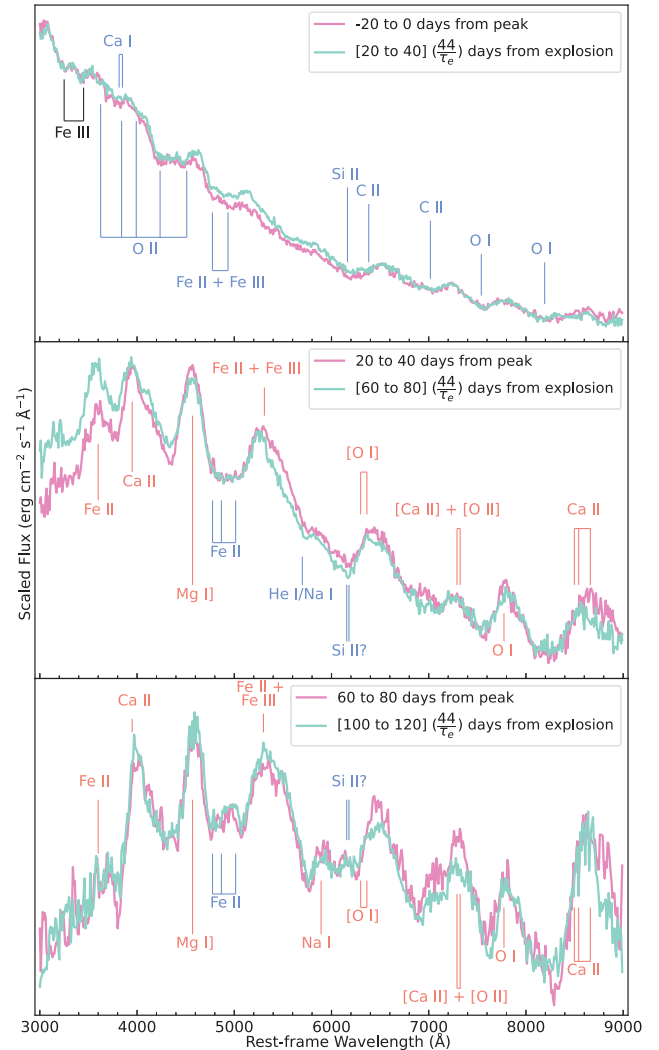 -20 to 0 days from peak
[20 to 40] (44/τe) days from explosion
Ca I
Fe III
O II
Fe II + Fe III
Si II
C II
C II
O I
O I
20 to 40 days from peak
[60 to 80] (44/τe) days from explosion
Fe II + Fe III
[O I]
[Ca II] + [O II]
Ca II
Ca II
Fe II
Fe II
Mg I]
He I/Na I
Si II?
O I
Scaled Flux (erg cm⁻² s⁻¹ Å⁻¹)
60 to 80 days from peak
[100 to 120] (44/τe) days from explosion
Ca II
Fe II +
Fe III
Fe II
Si II?
Fe II
Mg I]
Na I
[O I]
[Ca II] + [O II]
O I
Ca II
3000 4000 5000 6000 7000 8000 9000
Rest-frame Wavelength (Å)